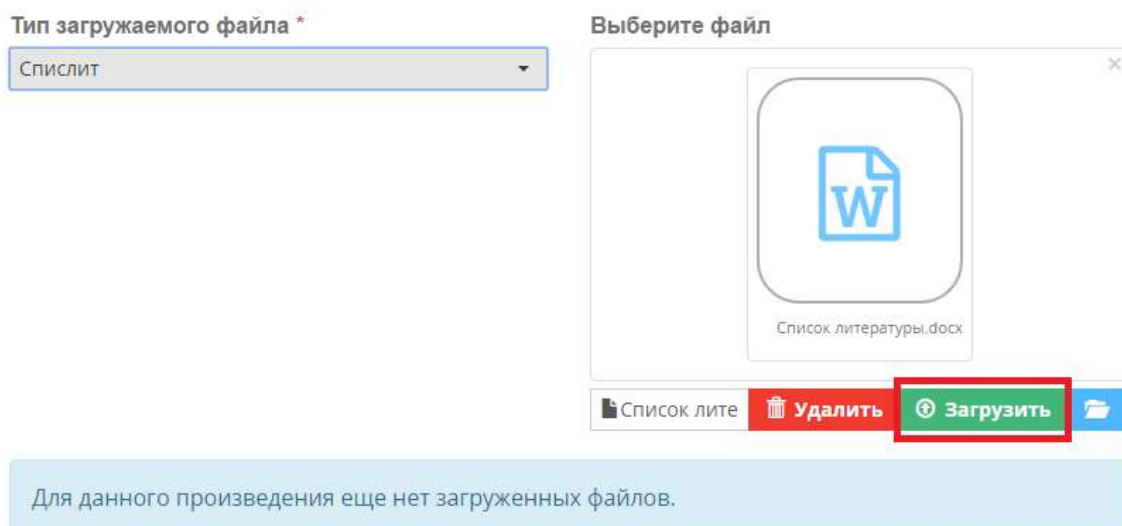 Тип загружаемого файла *
Выберите файл
Спислит
×
W
Список литературы.docx
Список лите
Удалить
Загрузить
Для данного произведения еще нет загруженных файлов.